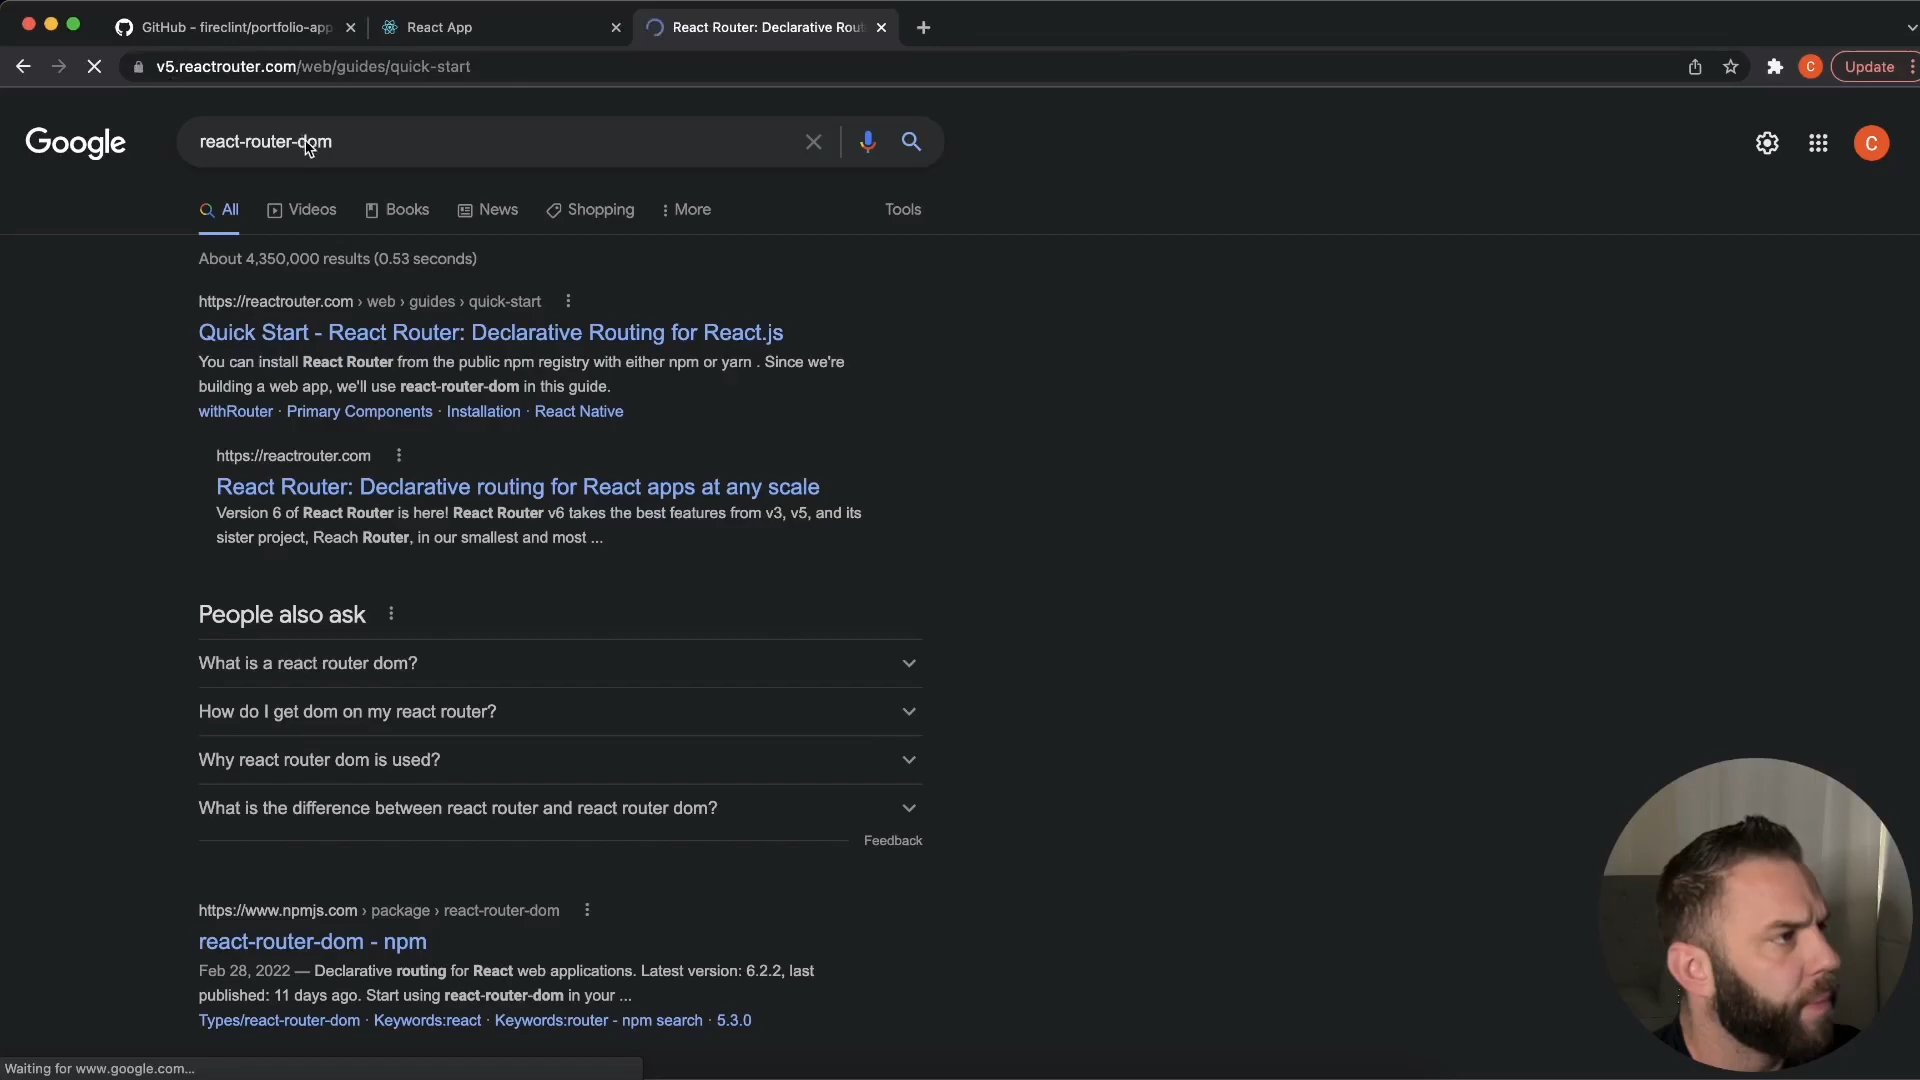 GitHub - fireclint/portfolio-app
React App
React Router: Declarative Rou
v5.reactrouter.com/web/guides/quick-start
C
Update
Google
react-router-dom
C
All
Videos
Books
News
Shopping
More
Tools
About 4,350,000 results (0.53 seconds)
https://reactrouter.com › web › guides › quick-start
Quick Start - React Router: Declarative Routing for React.js
You can install React Router from the public npm registry with either npm or yarn . Since we're
building a web app, we'll use react-router-dom in this guide.
withRouter · Primary Components · Installation · React Native
https://reactrouter.com
React Router: Declarative routing for React apps at any scale
Version 6 of React Router is here! React Router v6 takes the best features from v3, v5, and its
sister project, Reach Router, in our smallest and most ...
People also ask
What is a react router dom?
How do I get dom on my react router?
Why react router dom is used?
What is the difference between react router and react router dom?
Feedback
https://www.npmjs.com › package › react-router-dom
react-router-dom - npm
Feb 28, 2022 — Declarative routing for React web applications. Latest version: 6.2.2, last
published: 11 days ago. Start using react-router-dom in your ...
Types/react-router-dom · Keywords:react · Keywords:router - npm search · 5.3.0
Waiting for www.google.com...